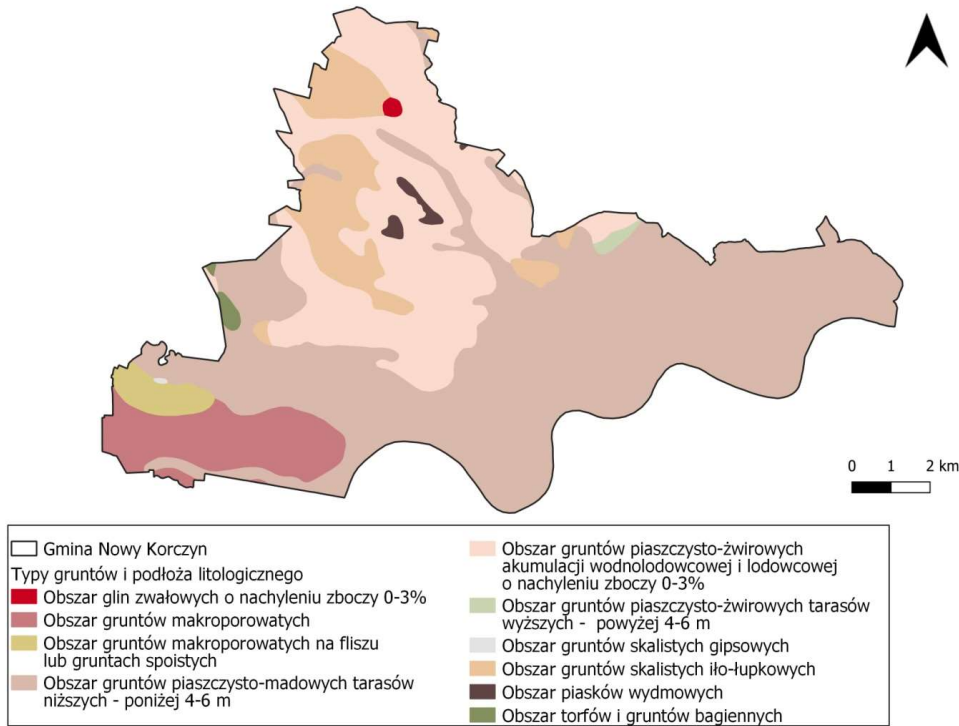 0 1 2 km
Gmina Nowy Korczyn
Typy gruntów i podłoża litologicznego
Obszar glin zwałowych o nachyleniu zboczy 0-3%
Obszar gruntów makroporowatych
Obszar gruntów makroporowatych na fliszu
lub gruntach spoistych
Obszar gruntów piaszczysto-madowych tarasów
niższych - poniżej 4-6 m
Obszar gruntów piaszczysto-żwirowych
akumulacji wodnolodowcowej i lodowcowej
o nachyleniu zboczy 0-3%
Obszar gruntów piaszczysto-żwirowych tarasów
wyższych - powyżej 4-6 m
Obszar gruntów skalistych gipsowych
Obszar gruntów skalistych iło-łupkowych
Obszar piasków wydmowych
Obszar torfów i gruntów bagiennych